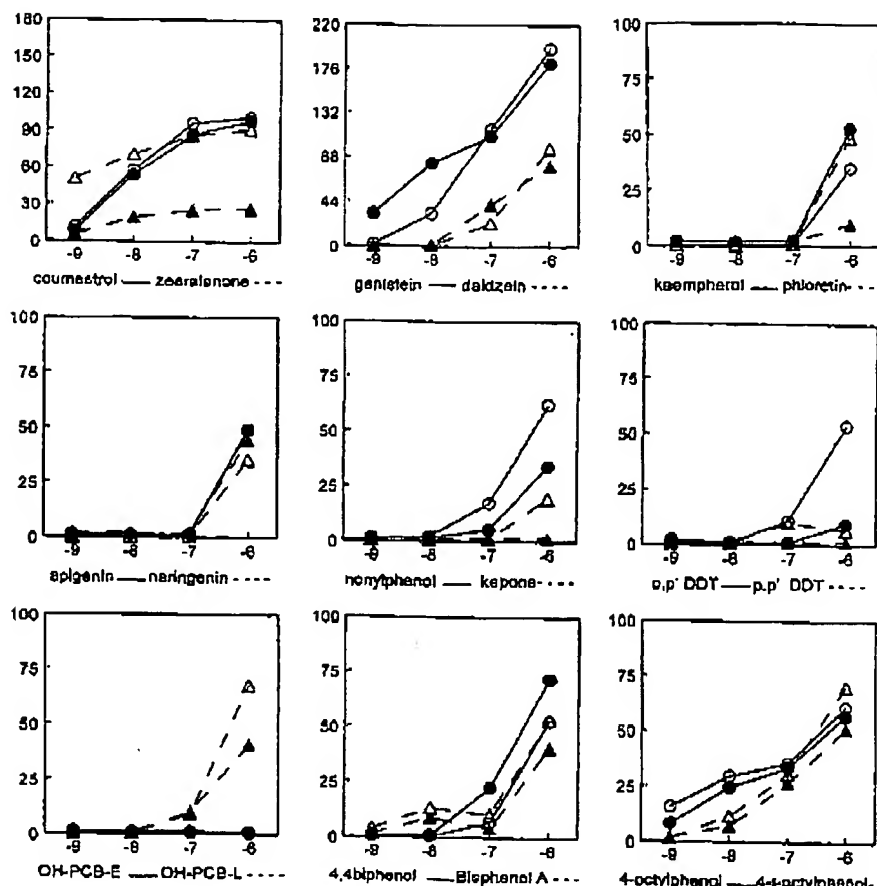 180
150
120
90
60
30
0
-9 -8 -7 -6
coumestrol — zearalenone ----
220
176
132
88
44
0
-9 -8 -7 -6
genistein — daidzein ----
100
75
50
25
0
-9 -8 -7 -6
kaempherol — phloretin ----
100
75
50
25
0
-9 -8 -7 -6
apigenin — naringenin ----
100
75
50
25
0
-9 -8 -7 -6
nonylphenol — kepone ----
100
75
50
25
0
-9 -8 -7 -6
o,p' DDT — p,p' DDT ----
100
75
50
25
0
-9 -8 -7 -6
OH-PCB-E — OH-PCB-L ----
100
75
50
25
0
-9 -8 -7 -6
4,4biphenol — Bisphenol A ----
100
75
50
25
0
-9 -8 -7 -6
4-octylphenol — 4-t-octylphenol